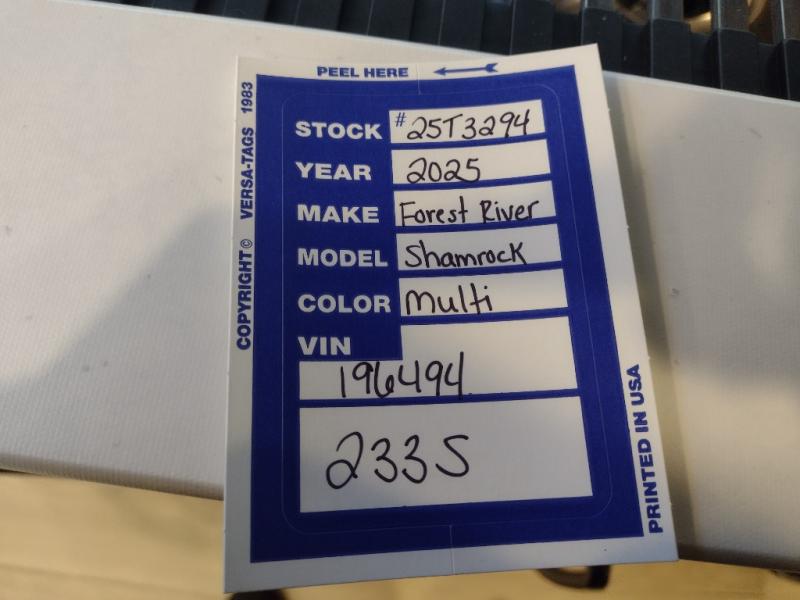 PEEL HERE
COPYRIGHT© VERSA-TAGS 1983
STOCK #25T3294
YEAR 2025
MAKE Forest River
MODEL Shamrock
COLOR Multi
VIN
196494
233S
PRINTED IN USA